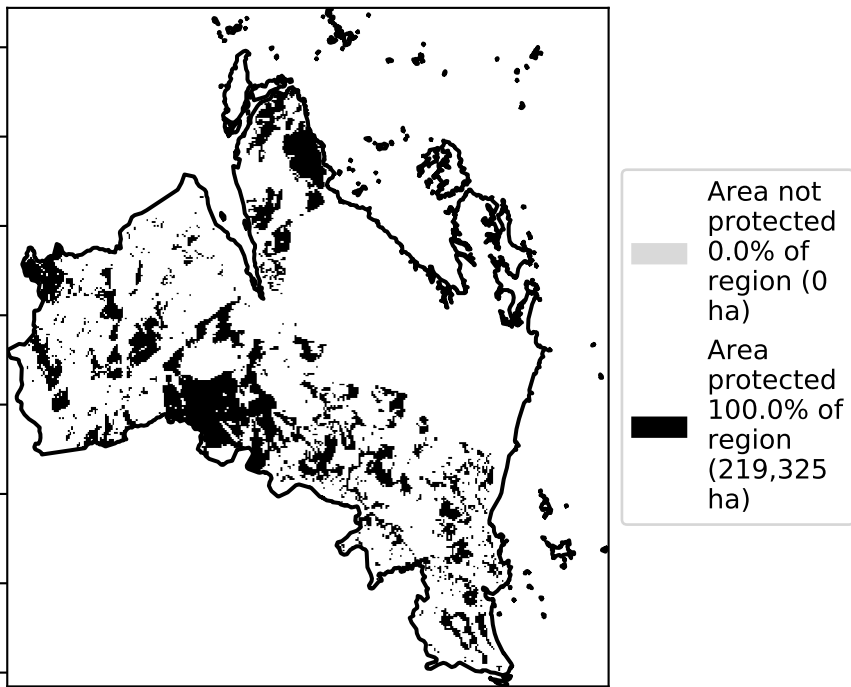 Area not
protected
0.0% of
region (0
ha)
Area
protected
100.0% of
region
(219,325
ha)